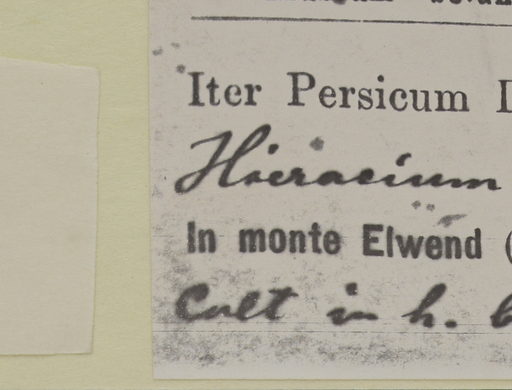 Iter Persicum
Hieracium
In monte Elwend (
Cult in h.